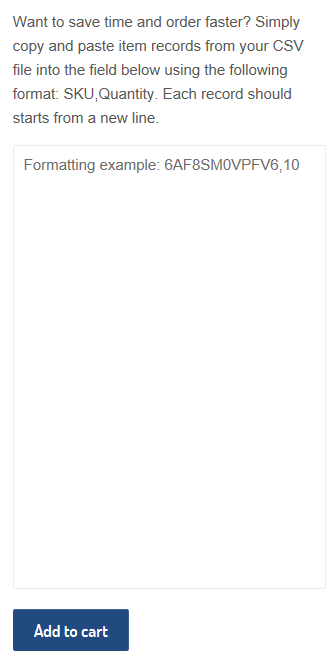 Want to save time and order faster? Simply
copy and paste item records from your CSV
file into the field below using the following
format: SKU,Quantity. Each record should
starts from a new line.
Formatting example: 6AF8SM0VPFV6,10
Add to cart